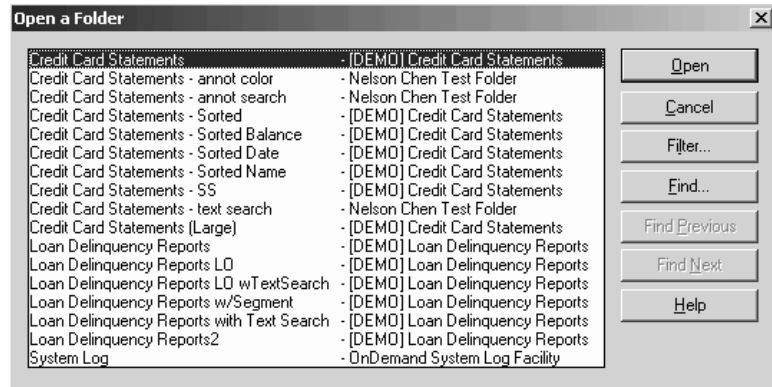 Open a Folder
Credit Card Statements - [DEMO] Credit Card Statements
Credit Card Statements - annot color - Nelson Chen Test Folder
Credit Card Statements - annot search - Nelson Chen Test Folder
Credit Card Statements - Sorted - [DEMO] Credit Card Statements
Credit Card Statements - Sorted Balance - [DEMO] Credit Card Statements
Credit Card Statements - Sorted Date - [DEMO] Credit Card Statements
Credit Card Statements - Sorted Name - [DEMO] Credit Card Statements
Credit Card Statements - SS - [DEMO] Credit Card Statements
Credit Card Statements - text search - Nelson Chen Test Folder
Credit Card Statements (Large) - [DEMO] Credit Card Statements
Loan Delinquency Reports - [DEMO] Loan Delinquency Reports
Loan Delinquency Reports LO - [DEMO] Loan Delinquency Reports
Loan Delinquency Reports LO wTextSearch - [DEMO] Loan Delinquency Reports
Loan Delinquency Reports w/Segment - [DEMO] Loan Delinquency Reports
Loan Delinquency Reports with Text Search - [DEMO] Loan Delinquency Reports
Loan Delinquency Reports2 - [DEMO] Loan Delinquency Reports
System Log - OnDemand System Log Facility
Open
Cancel
Filter...
Find...
Find Previous
Find Next
Help